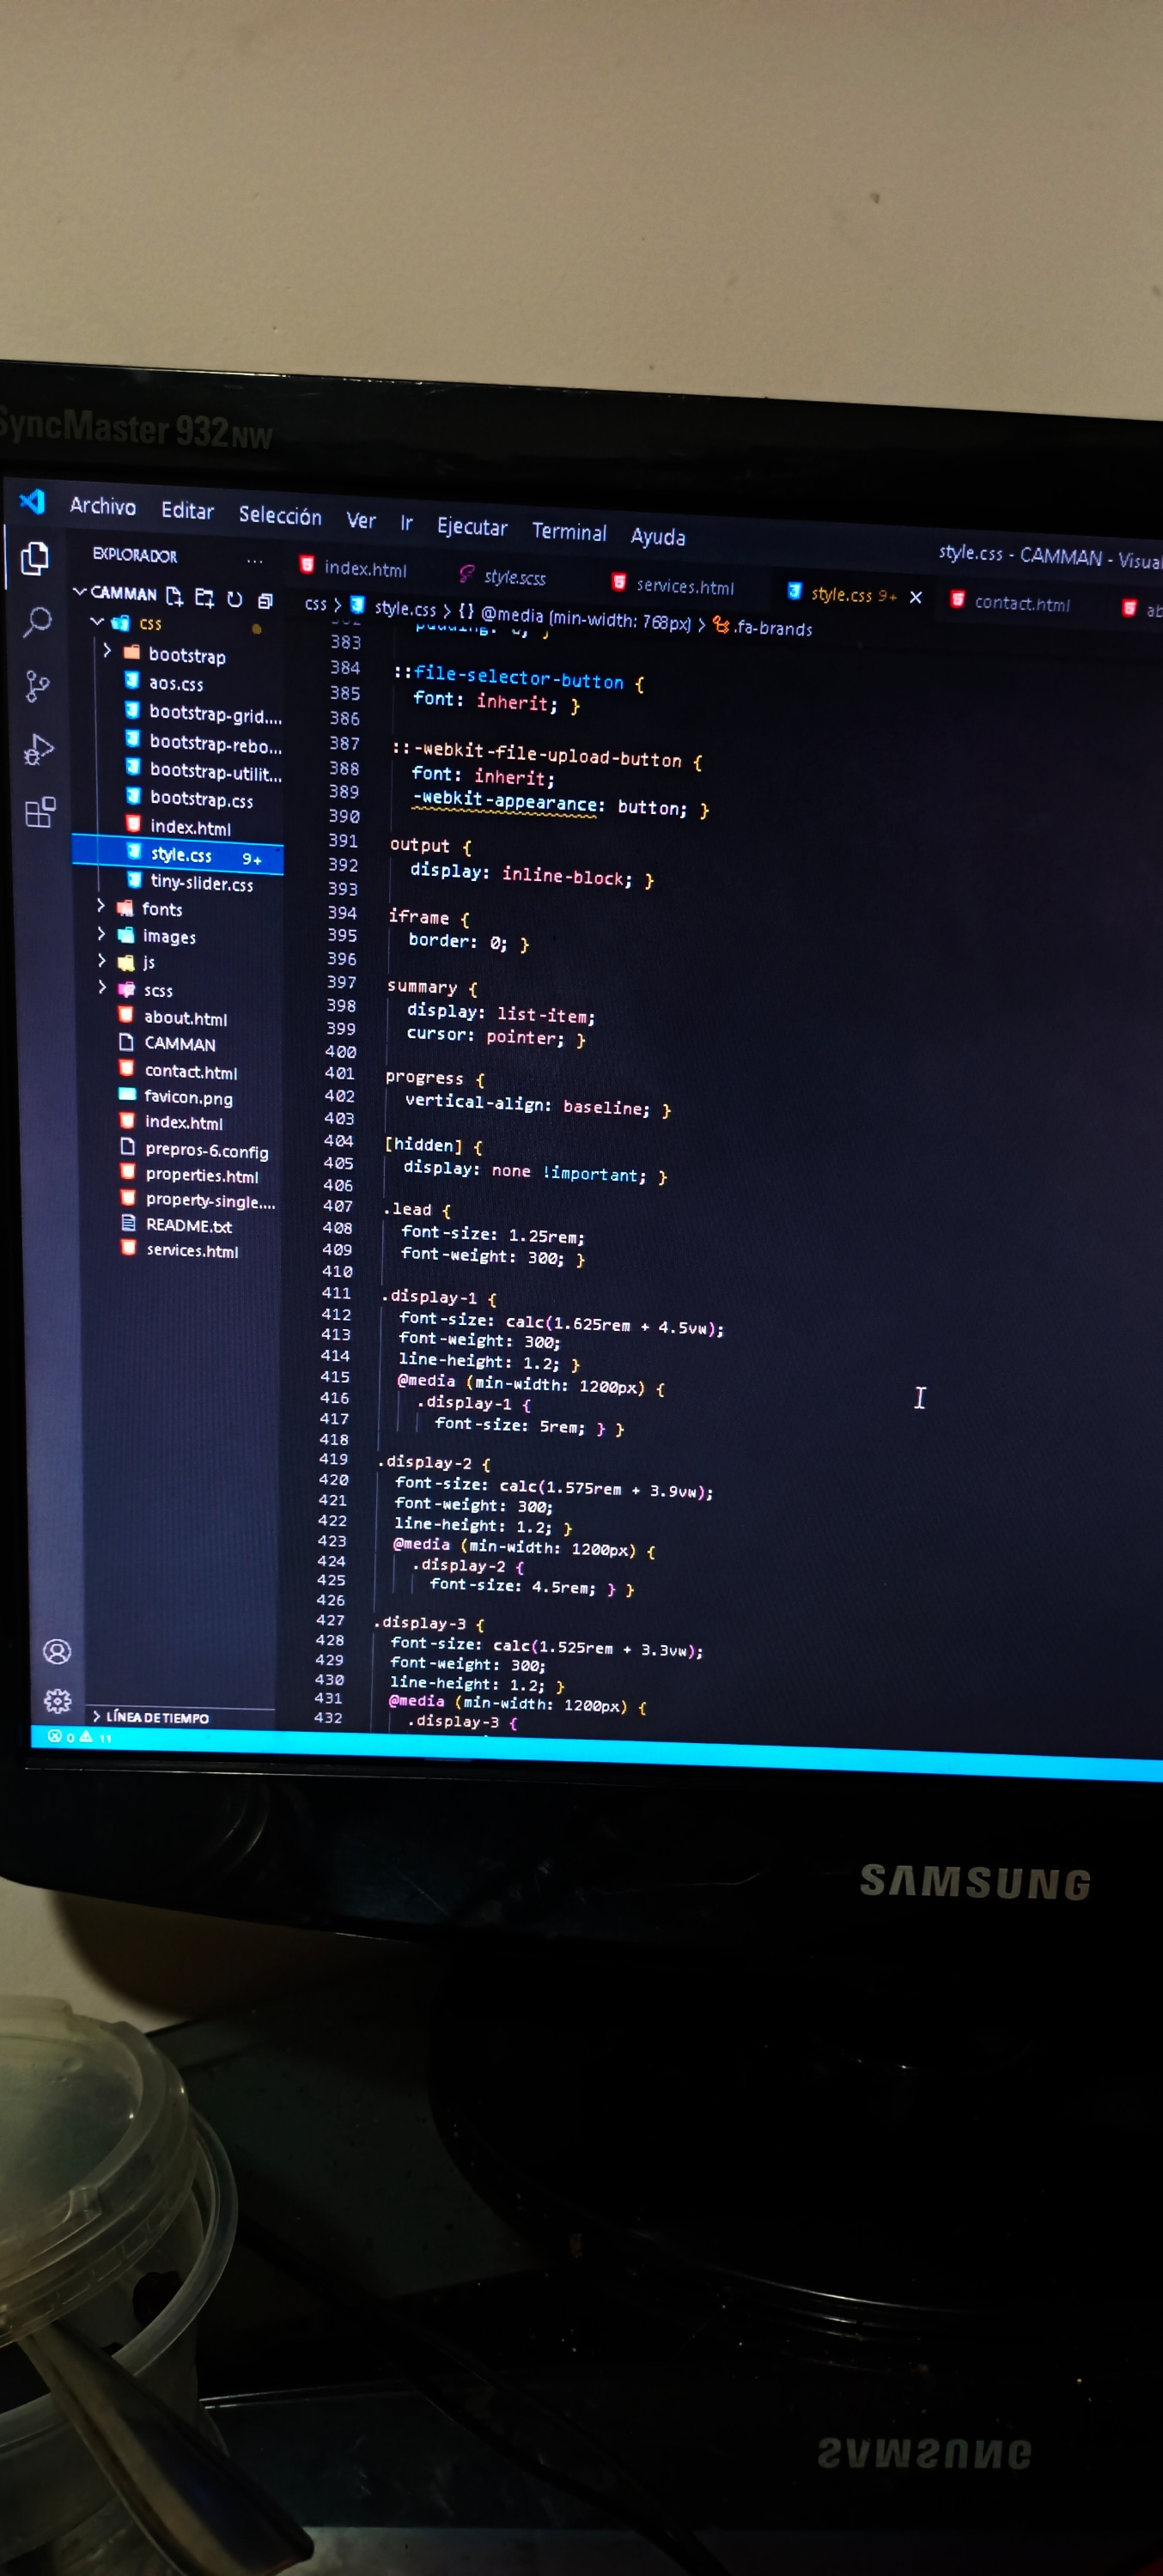 SyncMaster 932NW
Archivo Editar Selección Ver Ir Ejecutar Terminal Ayuda
style.css - CAMMAN - Visual
EXPLORADOR ...
CAMMAN
css
bootstrap
aos.css
bootstrap-grid....
bootstrap-rebo...
bootstrap-utilit...
bootstrap.css
index.html
style.css 9+
tiny-slider.css
fonts
images
js
scss
about.html
CAMMAN
contact.html
favicon.png
index.html
prepros-6.config
properties.html
property-single....
README.txt
services.html
LÍNEA DE TIEMPO
0 11
index.html style.scss services.html style.css 9+ contact.html ab
css > style.css > {} @media (min-width: 768px) > .fa-brands
382 padding: 0; }
383
384 ::file-selector-button {
385 font: inherit; }
386
387 ::-webkit-file-upload-button {
388 font: inherit;
389 -webkit-appearance: button; }
390
391 output {
392 display: inline-block; }
393
394 iframe {
395 border: 0; }
396
397 summary {
398 display: list-item;
399 cursor: pointer; }
400
401 progress {
402 vertical-align: baseline; }
403
404 [hidden] {
405 display: none !important; }
406
407 .lead {
408 font-size: 1.25rem;
409 font-weight: 300; }
410
411 .display-1 {
412 font-size: calc(1.625rem + 4.5vw);
413 font-weight: 300;
414 line-height: 1.2; }
415 @media (min-width: 1200px) {
416 .display-1 {
417 font-size: 5rem; } }
418
419 .display-2 {
420 font-size: calc(1.575rem + 3.9vw);
421 font-weight: 300;
422 line-height: 1.2; }
423 @media (min-width: 1200px) {
424 .display-2 {
425 font-size: 4.5rem; } }
426
427 .display-3 {
428 font-size: calc(1.525rem + 3.3vw);
429 font-weight: 300;
430 line-height: 1.2; }
431 @media (min-width: 1200px) {
432 .display-3 {
SAMSUNG
SAMSUNG